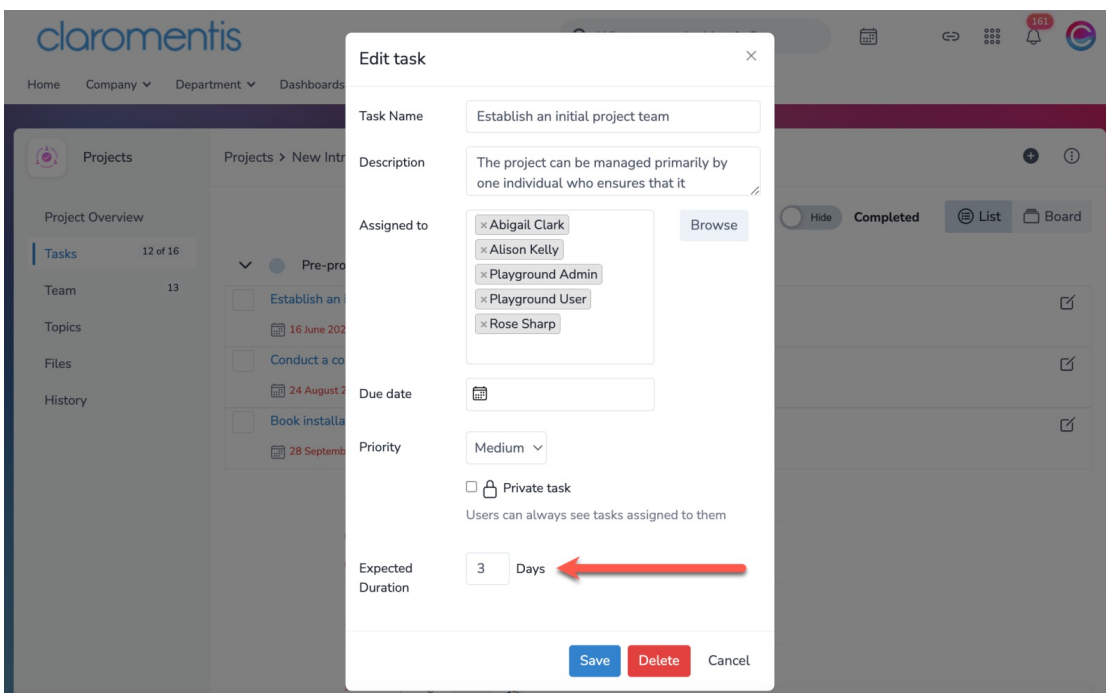 claromentis
161
Home Company Department Dashboards
Edit task
×
Task Name
Establish an initial project team
Description
The project can be managed primarily by
one individual who ensures that it
Assigned to
×Abigail Clark
×Alison Kelly
×Playground Admin
×Playground User
×Rose Sharp
Browse
Due date
Priority
Medium
Private task
Users can always see tasks assigned to them
Expected
Duration
3 Days
Save Delete Cancel
Projects
Project Overview
Tasks 12 of 16
Team 13
Topics
Files
History
Projects > New Intr
Hide Completed List Board
Pre-pro
Establish an
16 June 202
Conduct a co
24 August 2
Book installa
28 Septemb